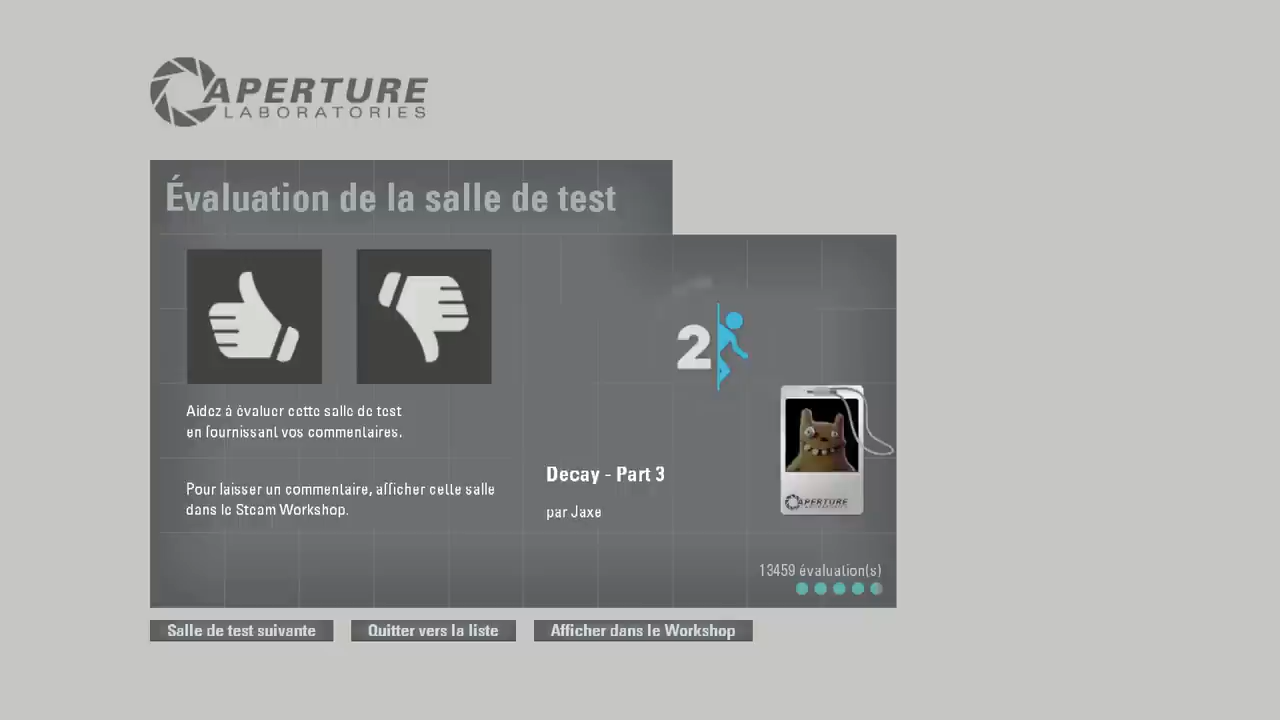 APERTURE
LABORATORIES
Évaluation de la salle de test
2
Aidez à évaluer cette salle de test
en fournissant vos commentaires.
Pour laisser un commentaire, afficher cette salle
dans le Steam Workshop.
Decay - Part 3
par Jaxe
APERTURE
LABORATORIES
13459 évaluation(s)
Salle de test suivante
Quitter vers la liste
Afficher dans le Workshop